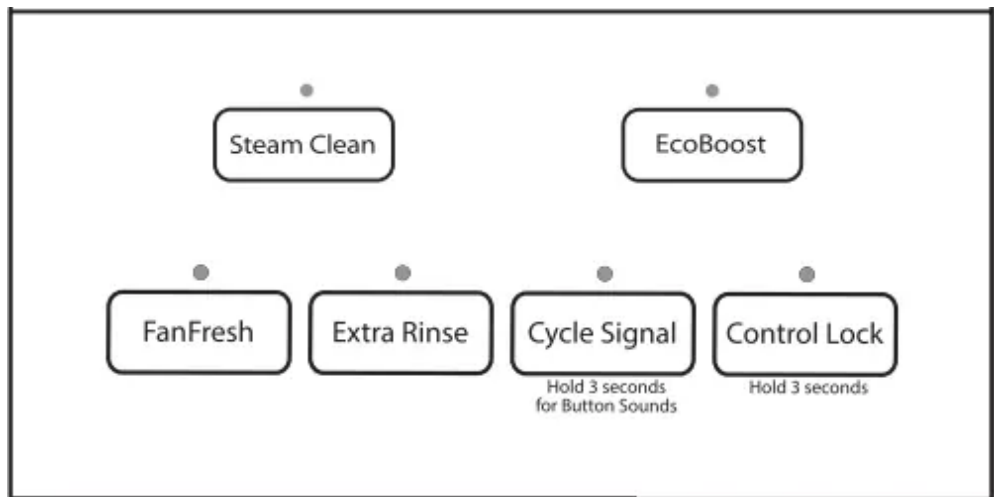 Steam Clean
EcoBoost
FanFresh
Extra Rinse
Cycle Signal
Control Lock
Hold 3 seconds
for Button Sounds
Hold 3 seconds